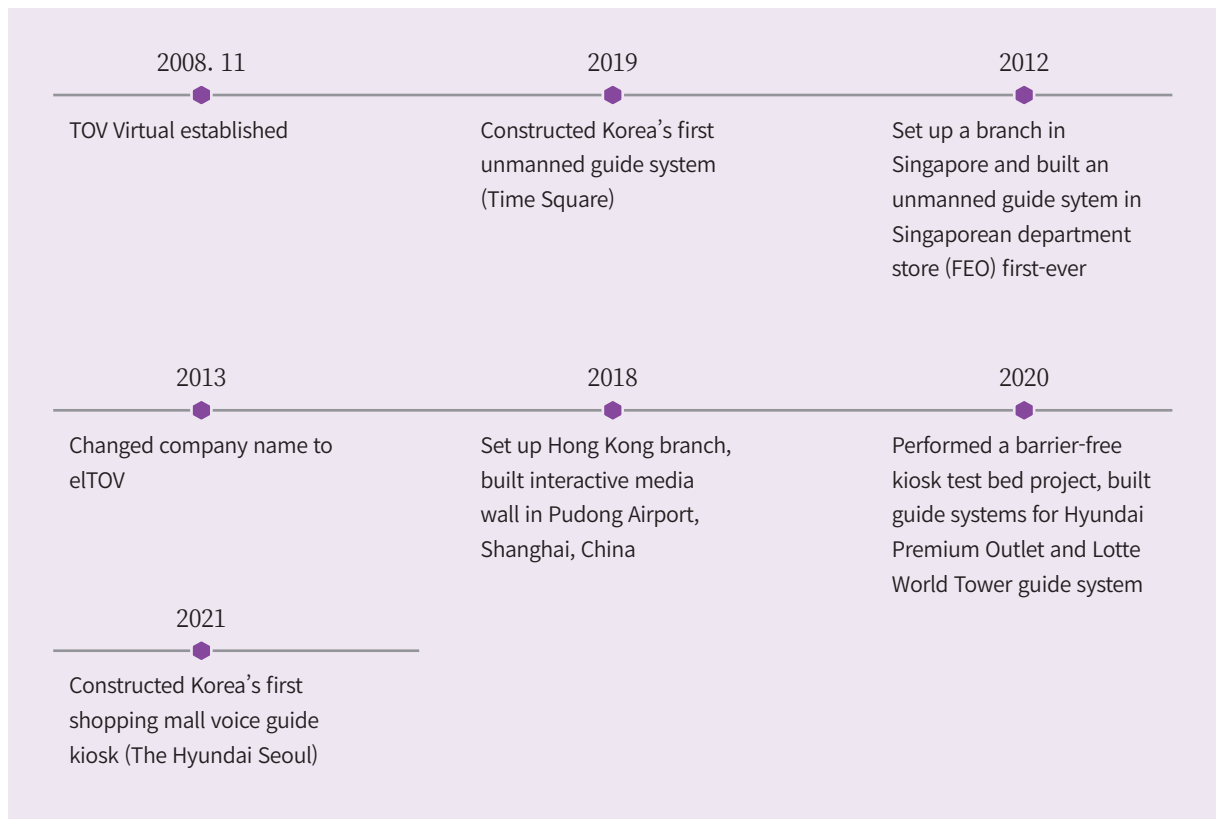 2008. 11
TOV Virtual established
2019
Constructed Korea’s first
unmanned guide system
(Time Square)
2012
Set up a branch in
Singapore and built an
unmanned guide sytem in
Singaporean department
store (FEO) first-ever
2013
Changed company name to
elTOV
2018
Set up Hong Kong branch,
built interactive media
wall in Pudong Airport,
Shanghai, China
2020
Performed a barrier-free
kiosk test bed project, built
guide systems for Hyundai
Premium Outlet and Lotte
World Tower guide system
2021
Constructed Korea’s first
shopping mall voice guide
kiosk (The Hyundai Seoul)